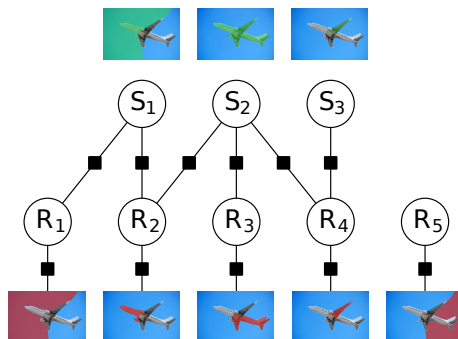 S₁ S₂ S₃
R₁ R₂ R₃ R₄ R₅